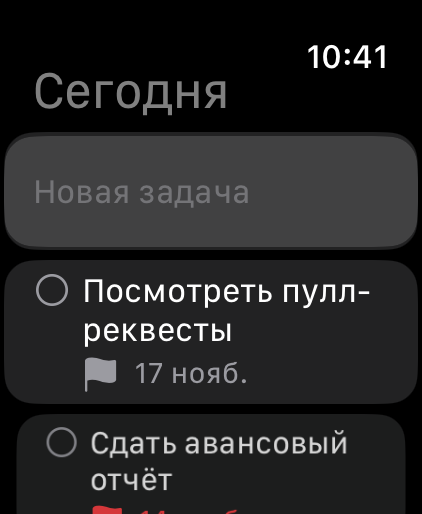 10:41
Сегодня
Новая задача
Посмотреть пулл-
реквесты
17 нояб.
Сдать авансовый
отчёт